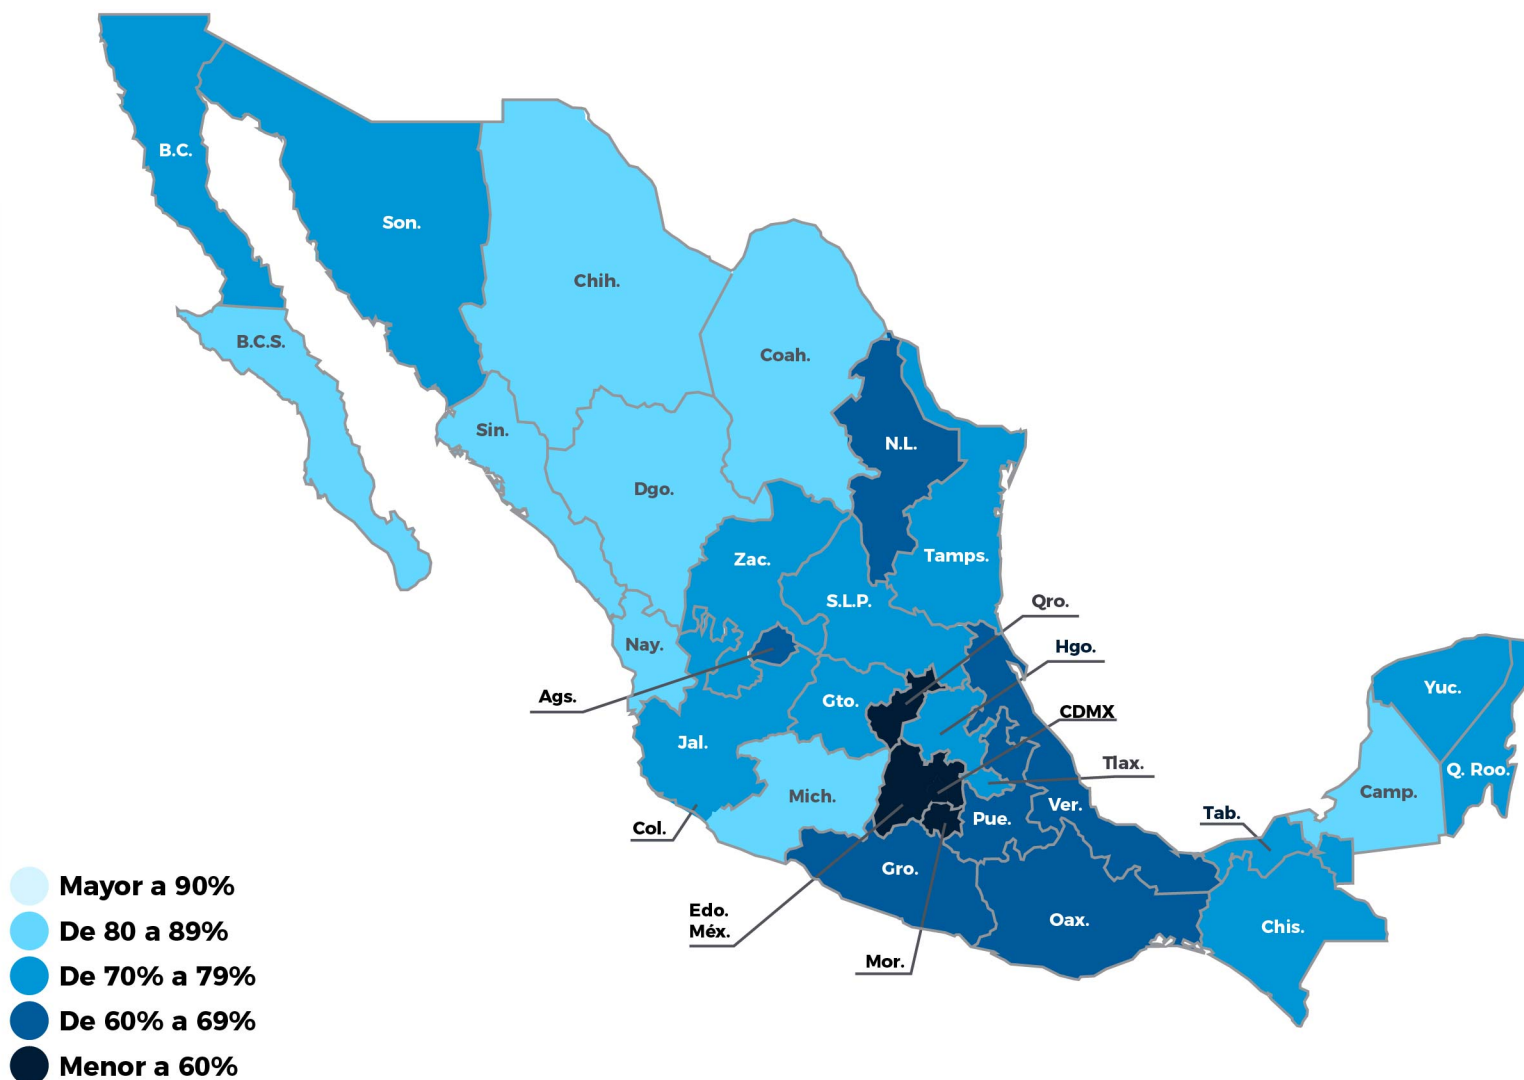 B.C.
Son.
Chih.
B.C.S.
Coah.
Sin.
N.L.
Dgo.
Zac.
Tamps.
S.L.P.
Qro.
Nay.
Hgo.
Ags.
Gto.
CDMX
Yuc.
Jal.
Tlax.
Q. Roo.
Mich.
Camp.
Ver.
Pue.
Tab.
Col.
Gro.
Edo.
Méx.
Oax.
Chis.
Mor.
Mayor a 90%
De 80 a 89%
De 70% a 79%
De 60% a 69%
Menor a 60%